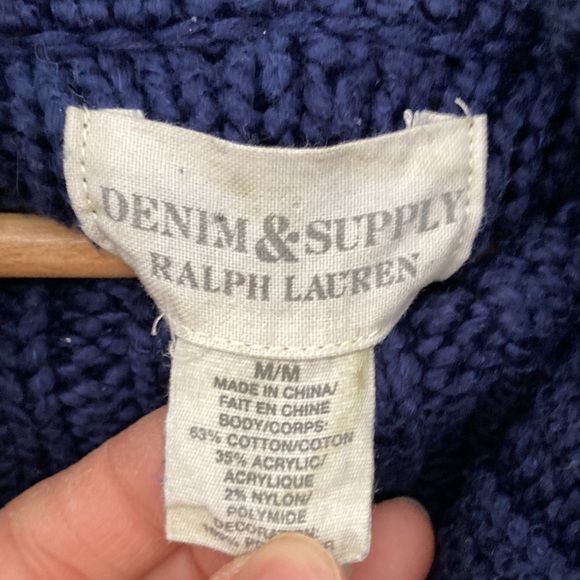 DENIM & SUPPLY
RALPH LAUREN
M/M
MADE IN CHINA/
FAIT EN CHINE
BODY/CORPS:
63% COTTON/COTON
35% ACRYLIC/
ACRYLIQUE
2% NYLON/
POLYMIDE